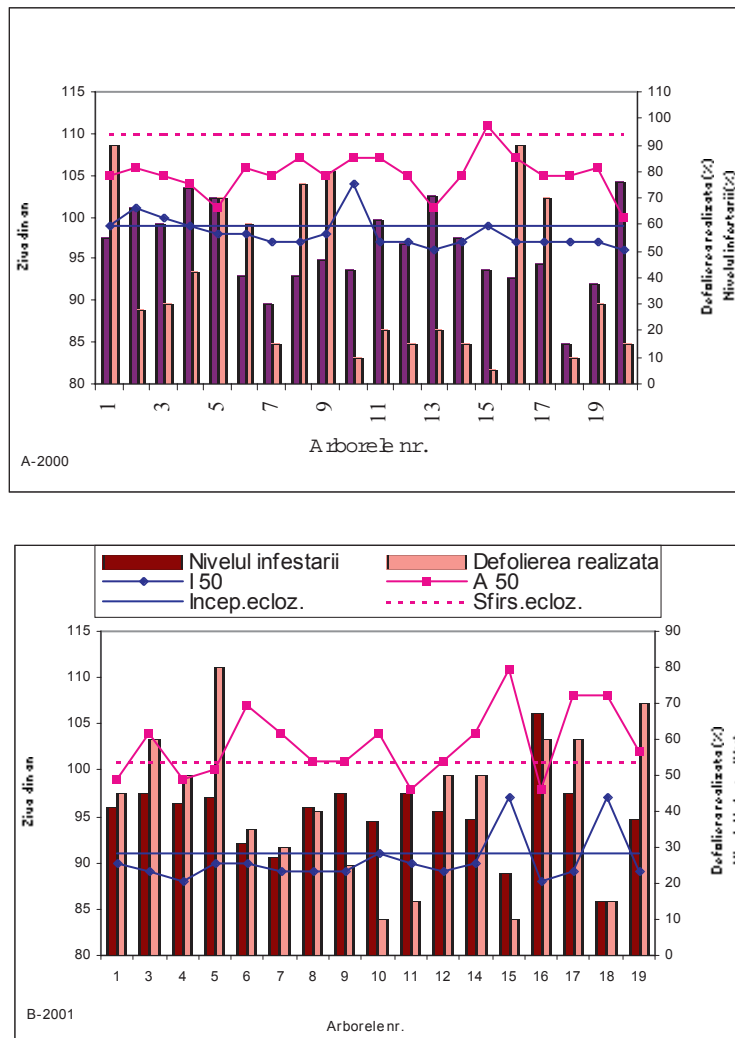 115
110
105
100
95
90
85
80
110
100
90
80
70
60
50
40
30
20
10
0
Ziua din an
Defolierea realizata (%)
Nivelul infestarii (%)
1 3 5 7 9 11 13 15 17 19
Arborele nr.
A-2000
Nivelul infestarii Defolierea realizata
I 50 A 50
Incep.ecloz. Sfirs.ecloz.
115
110
105
100
95
90
85
80
90
80
70
60
50
40
30
20
10
0
Ziua din an
Defolierea realizata (%)
1 3 4 5 6 7 8 9 10 11 12 14 15 16 17 18 19
Arborele nr.
B-2001